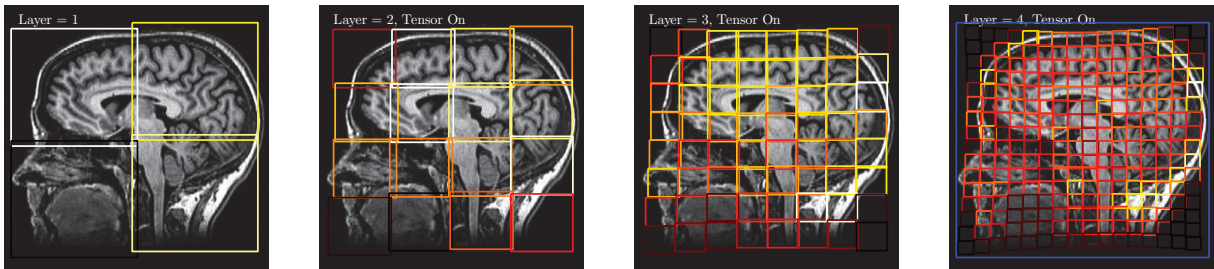 Layer = 1
Layer = 2, Tensor On
Layer = 3, Tensor On
Layer = 4, Tensor On